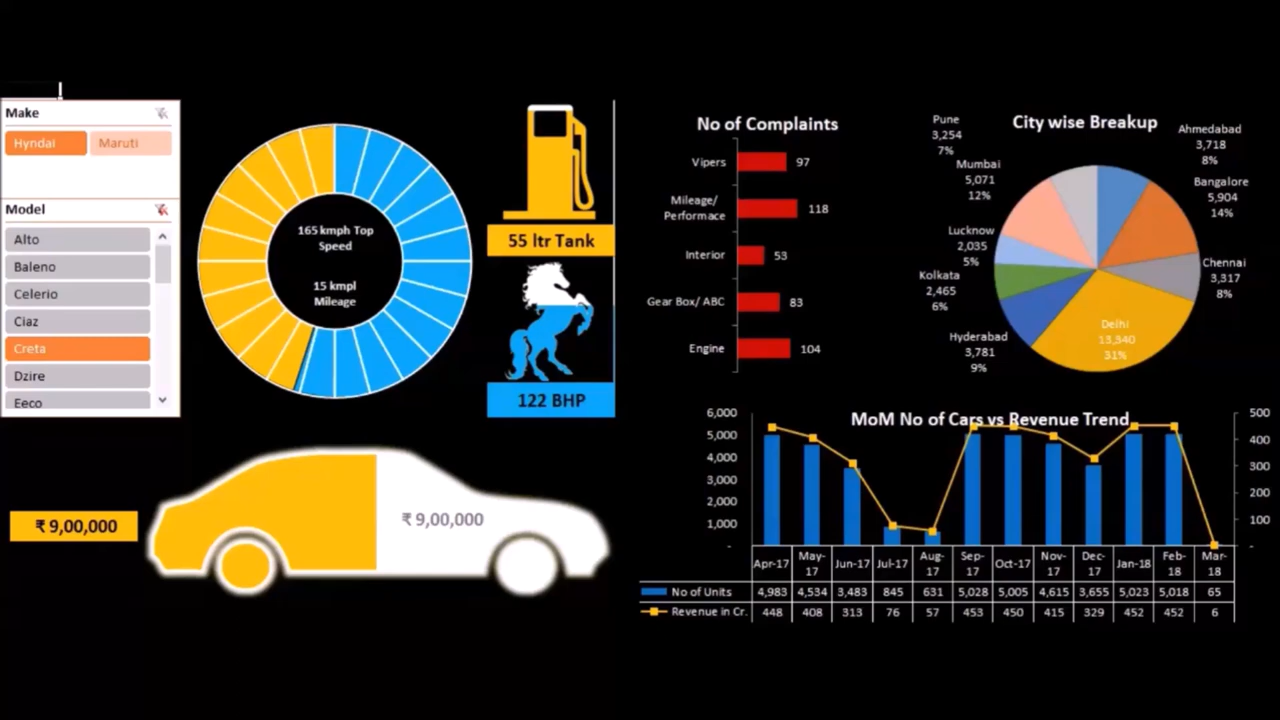 Make
Hyndai
Maruti
Model
Alto
Baleno
Celerio
Ciaz
Creta
Dzire
Eeco
165 kmph Top
Speed
15 kmpl
Mileage
55 ltr Tank
122 BHP
₹ 9,00,000
₹ 9,00,000
No of Complaints
Vipers 97
Mileage/
Performace 118
Interior 53
Gear Box/ ABC 83
Engine 104
City wise Breakup
Ahmedabad
3,718
8%
Bangalore
5,904
14%
Chennai
3,317
8%
Delhi
13,340
31%
Hyderabad
3,781
9%
Kolkata
2,465
6%
Lucknow
2,035
5%
Mumbai
5,071
12%
Pune
3,254
7%
MoM No of Cars vs Revenue Trend
6,000
5,000
4,000
3,000
2,000
1,000
-
500
400
300
200
100
-
Apr-17 May-17 Jun-17 Jul-17 Aug-17 Sep-17 Oct-17 Nov-17 Dec-17 Jan-18 Feb-18 Mar-18
No of Units 4,983 4,534 3,483 845 631 5,028 5,005 4,615 3,655 5,023 5,018 65
Revenue in Cr. 448 408 313 76 57 453 450 415 329 452 452 6